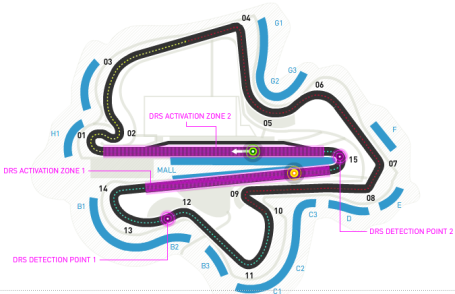 04
G1
03
G3
G2
06
DRS ACTIVATION ZONE 2
05
F
H1
01
02
15
MALL
07
DRS ACTIVATION ZONE 1
14
09
08
E
B1
12
C3
D
10
13
DRS DETECTION POINT 2
B2
DRS DETECTION POINT 1
B3
C2
11
C1